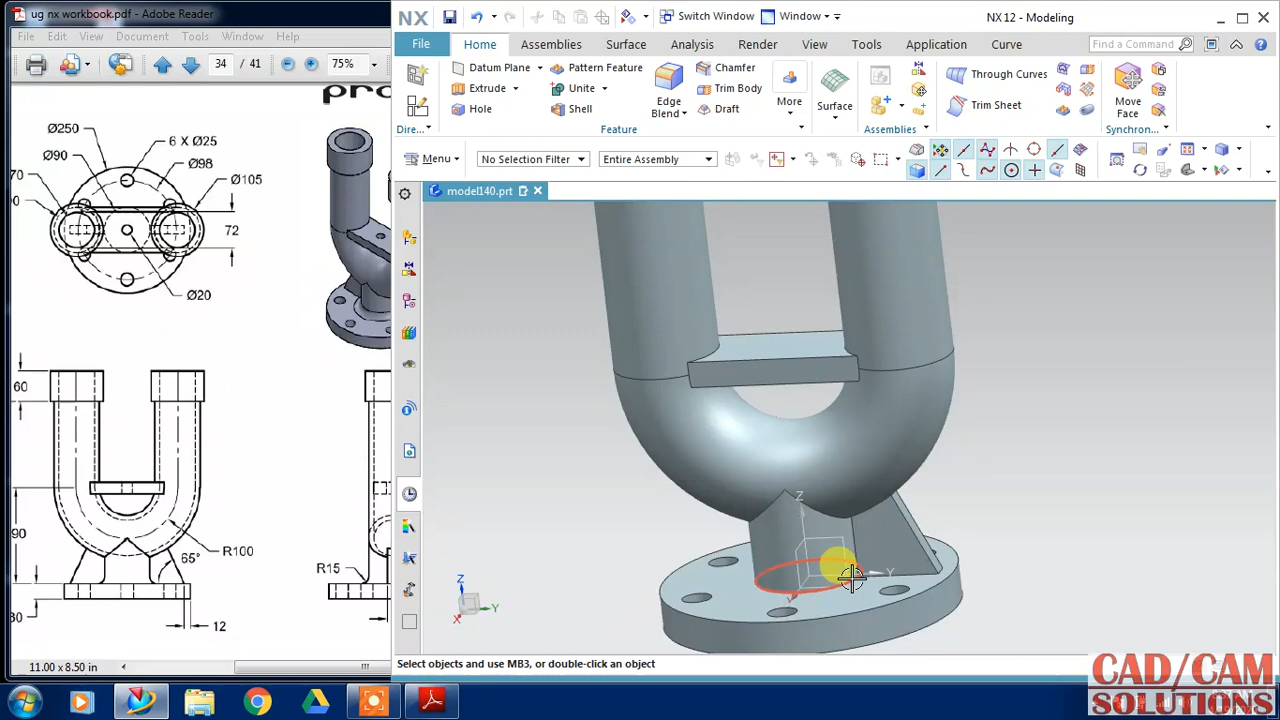 ug nx workbook.pdf - Adobe Reader
File Edit View Document Tools Window Help
34 / 41 75%
Ø250
6 X Ø25
Ø90
Ø98
70
Ø105
72
Ø20
60
90
R100
65°
R15
30
12
11.00 x 8.50 in
NX
Switch Window
Window
NX 12 - Modeling
File Home Assemblies Surface Analysis Render View Tools Application Curve
Find a Command
Datum Plane
Pattern Feature
Chamfer
Extrude
Unite
Trim Body
Hole
Shell
Draft
Edge
Blend
More
Surface
Through Curves
Trim Sheet
Move
Face
Dire...
Feature
Assemblies
Synchron...
Menu
No Selection Filter
Entire Assembly
model140.prt
Z
Y
Z
Y
X
Select objects and use MB3, or double-click an object
CAD/CAM
SOLUTIONS